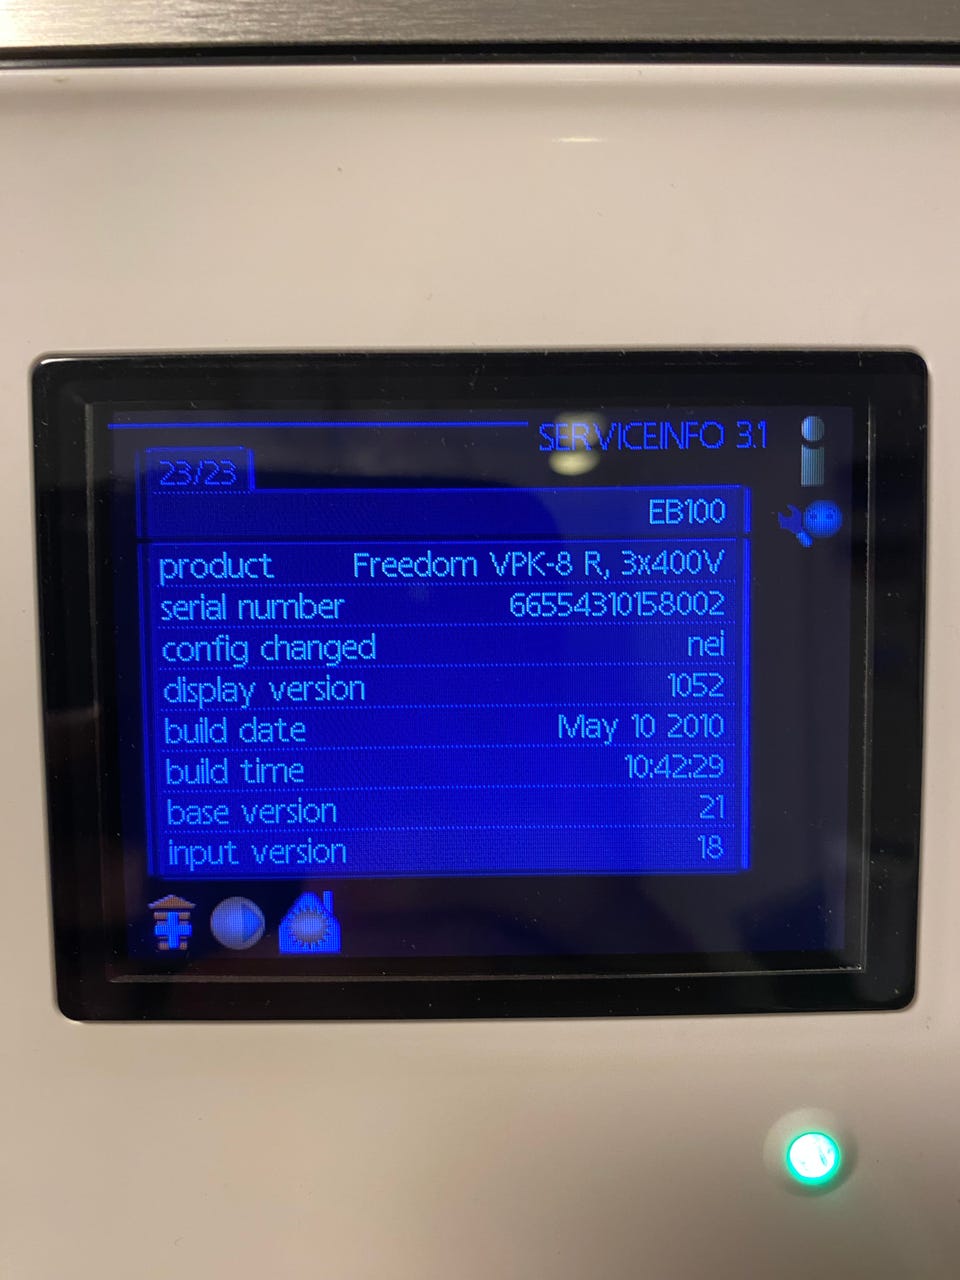 SERVICEINFO 3.1
23/23
EB100
product Freedom VPK-8 R, 3x400V
serial number 66554310158002
config changed nei
display version 1052
build date May 10 2010
build time 10:42:29
base version 21
input version 18